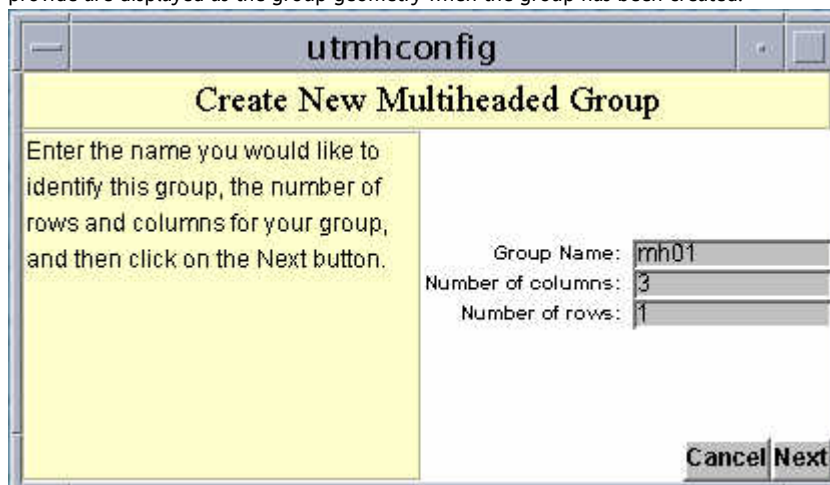 provide are displayed as the group geometry when the group has been created.
utmhconfig
Create New Multiheaded Group
Enter the name you would like to
identify this group, the number of
rows and columns for your group,
and then click on the Next button.
Group Name: mh01
Number of columns: 3
Number of rows: 1
Cancel Next